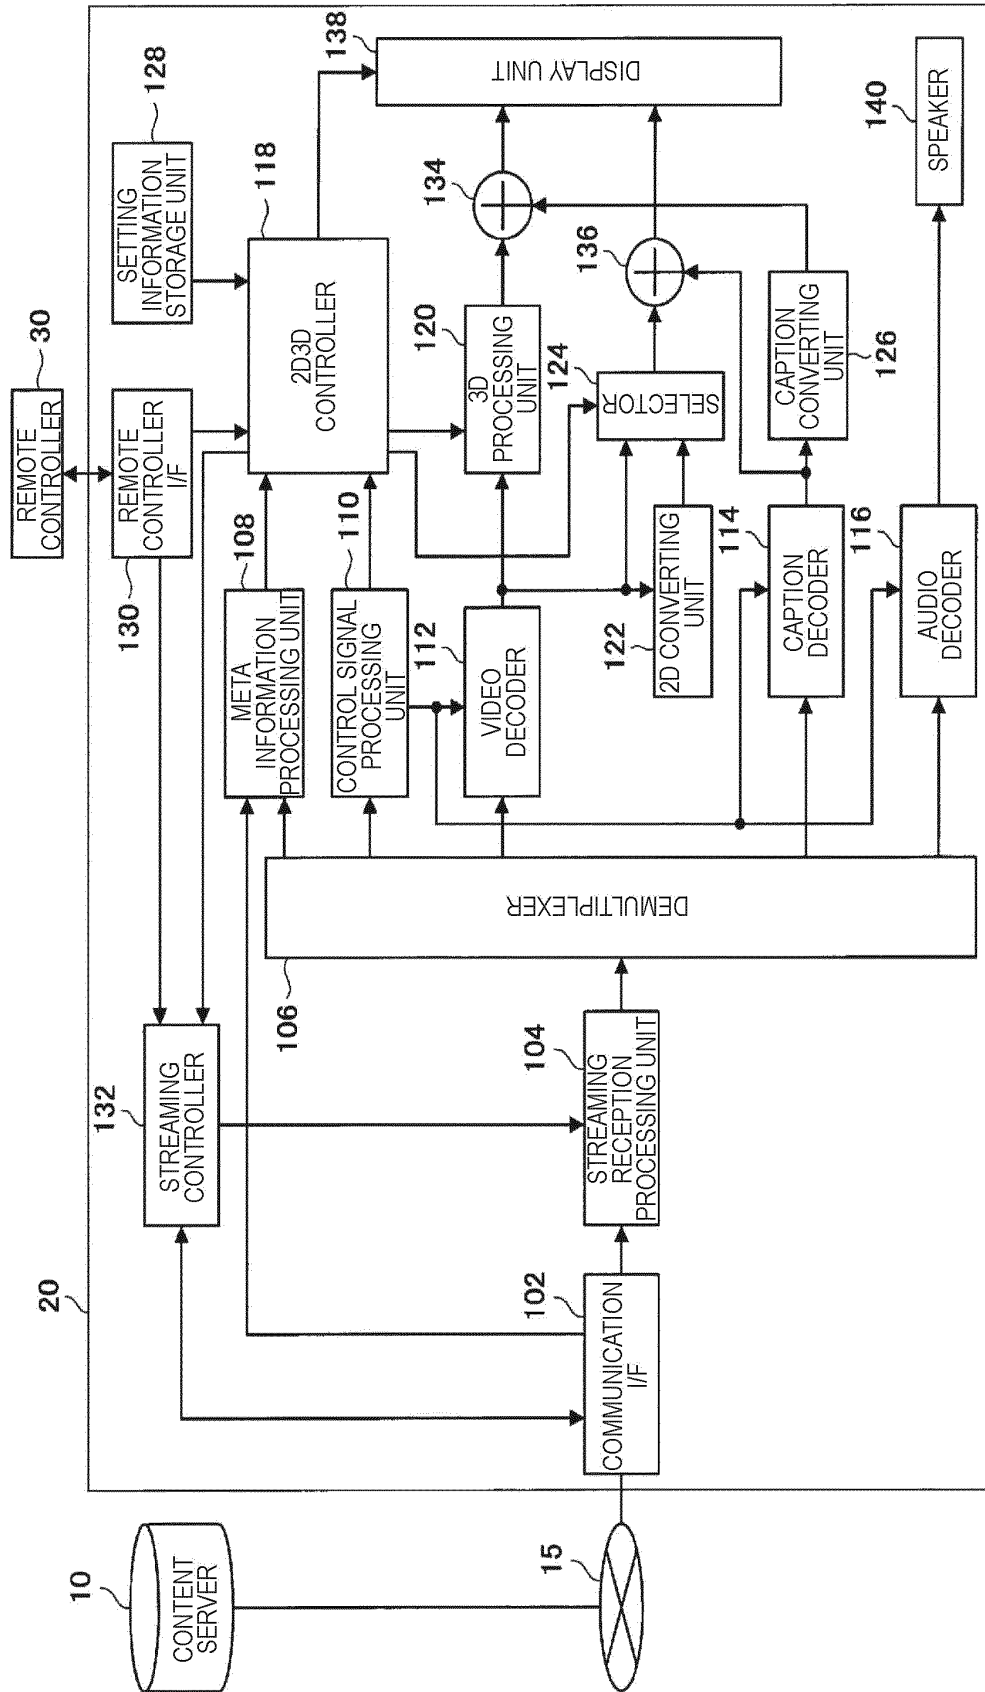 20
10
CONTENT
SERVER
15
132
STREAMING
CONTROLLER
102
COMMUNICATION
I/F
104
STREAMING
RECEPTION
PROCESSING UNIT
106
DEMULTIPLEXER
30
REMOTE
CONTROLLER
130
REMOTE
CONTROLLER
I/F
128
SETTING
INFORMATION
STORAGE UNIT
108
META
INFORMATION
PROCESSING UNIT
110
CONTROL SIGNAL
PROCESSING
UNIT
118
2D3D
CONTROLLER
112
VIDEO
DECODER
120
3D
PROCESSING
UNIT
122
2D CONVERTING
UNIT
124
SELECTOR
114
CAPTION
DECODER
126
CAPTION
CONVERTING
UNIT
116
AUDIO
DECODER
134
136
138
DISPLAY UNIT
140
SPEAKER